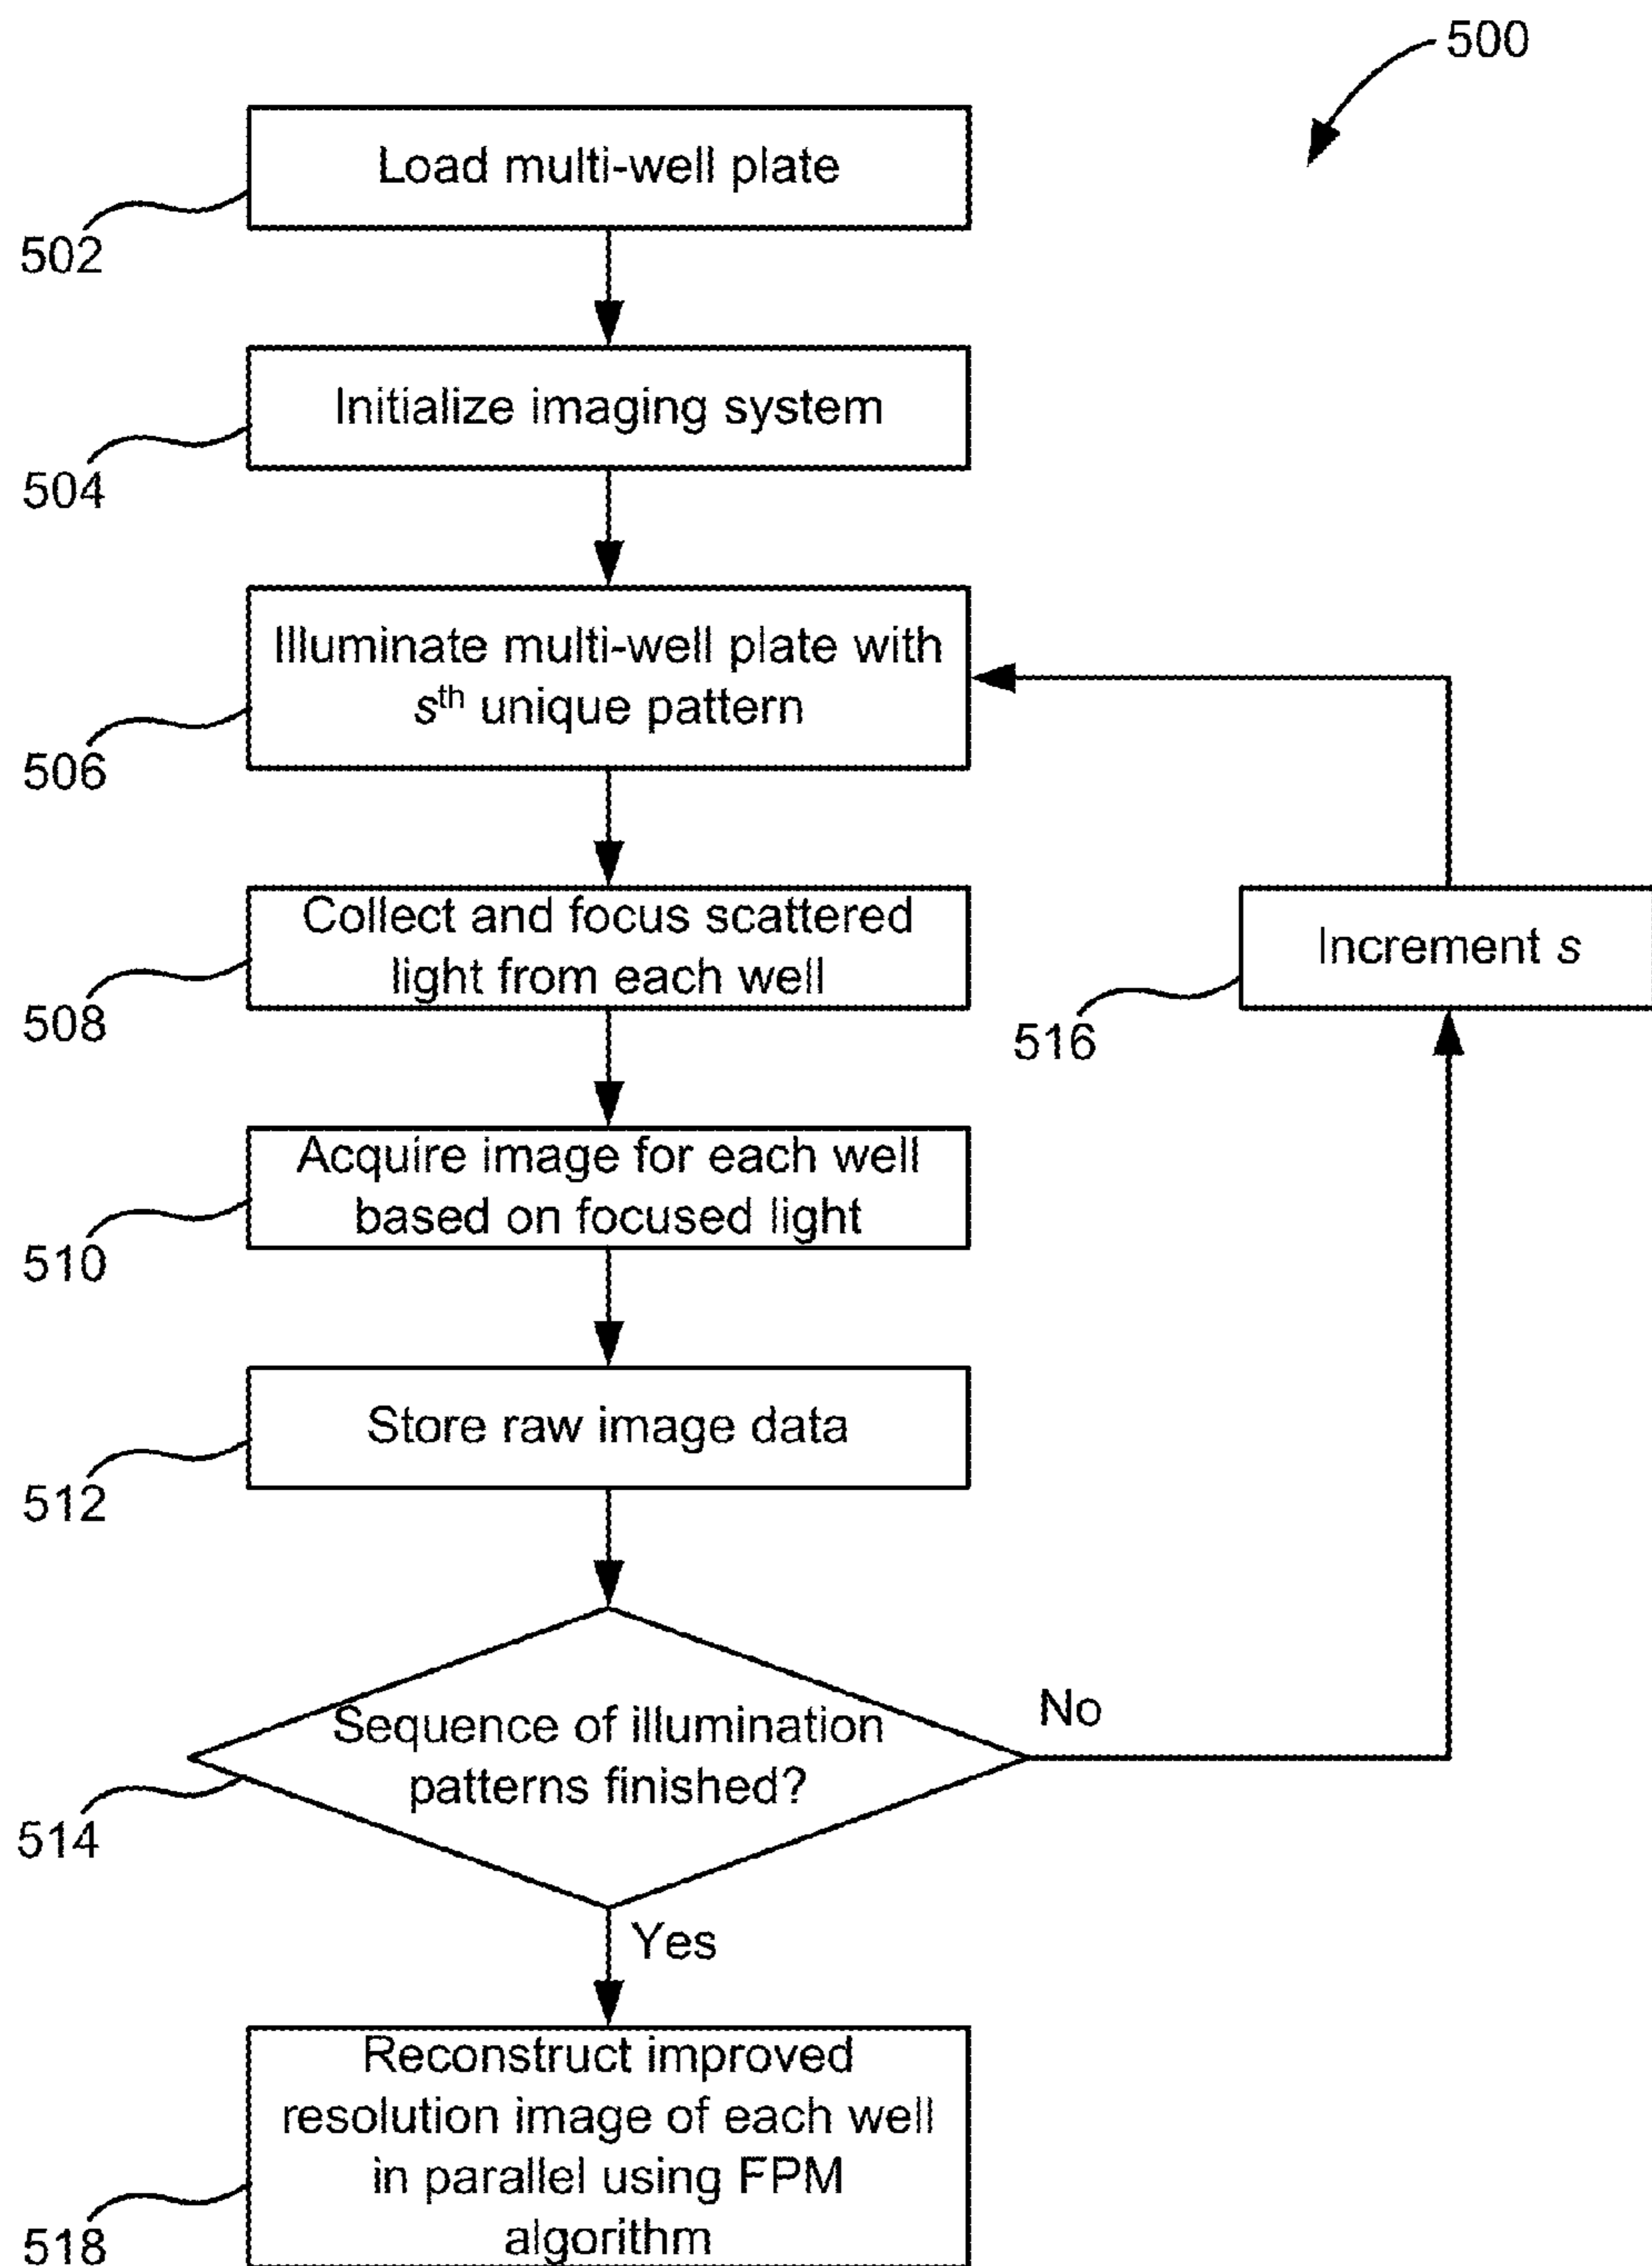 500
Load multi-well plate
502
Initialize imaging system
504
Illuminate multi-well plate with
sᵗʰ unique pattern
506
Collect and focus scattered
light from each well
508
Increment s
516
Acquire image for each well
based on focused light
510
Store raw image data
512
Sequence of illumination
patterns finished?
No
514
Yes
Reconstruct improved
resolution image of each well
in parallel using FPM
algorithm
518